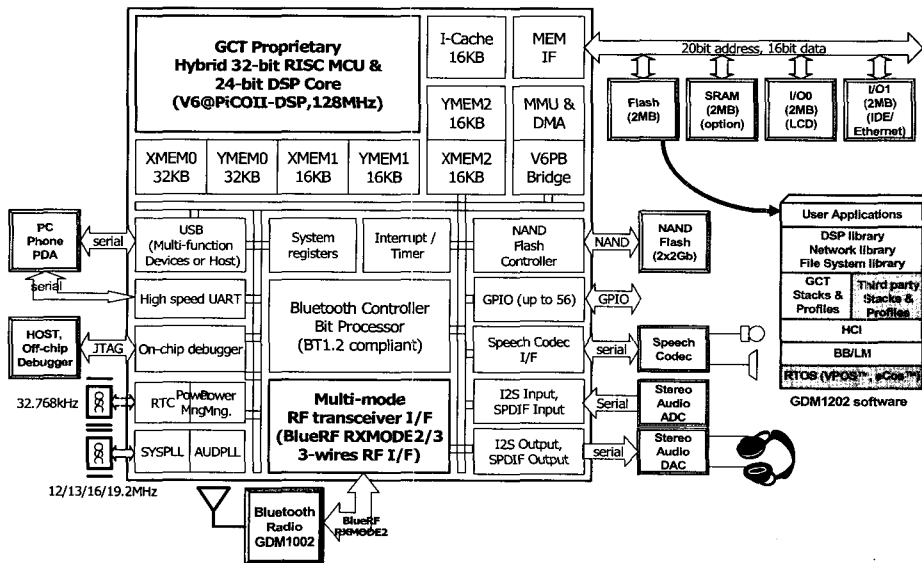 GCT Proprietary
Hybrid 32-bit RISC MCU &
24-bit DSP Core
(V6@PiCOII-DSP,128MHz)
I-Cache
16KB
MEM
IF
YMEM2
16KB
MMU &
DMA
XMEM0
32KB
YMEM0
32KB
XMEM1
16KB
YMEM1
16KB
XMEM2
16KB
V6PB
Bridge
20bit address, 16bit data
Flash
(2MB)
SRAM
(2MB)
(option)
I/O0
(2MB)
(LCD)
I/O1
(2MB)
(IDE/
Ethernet)
PC
Phone
PDA
serial
serial
USB
(Multi-function
Devices or Host)
System
registers
Interrupt /
Timer
NAND
Flash
Controller
NAND
NAND
Flash
(2x2Gb)
High speed UART
Bluetooth Controller
Bit Processor
(BT1.2 compliant)
GPIO (up to 56)
GPIO
HOST,
Off-chip
Debugger
JTAG
On-chip debugger
Speech Codec
I/F
serial
Speech
Codec
OSC
32.768kHz
RTC
Power
Mng.
Power
Mng.
Multi-mode
RF transceiver I/F
(BlueRF RXMODE2/3
3-wires RF I/F)
I2S Input,
SPDIF Input
Serial
Stereo
Audio
ADC
OSC
12/13/16/19.2MHz
SYSPLL
AUDPLL
I2S Output,
SPDIF Output
serial
Stereo
Audio
DAC
Bluetooth
Radio
GDM1002
BlueRF
RXMODE2
User Applications
DSP library
Network library
File System library
GCT
Stacks &
Profiles
Third party
Stacks &
Profiles
HCI
BB/LM
RTOS (VPOS™, eCos™)
GDM1202 software